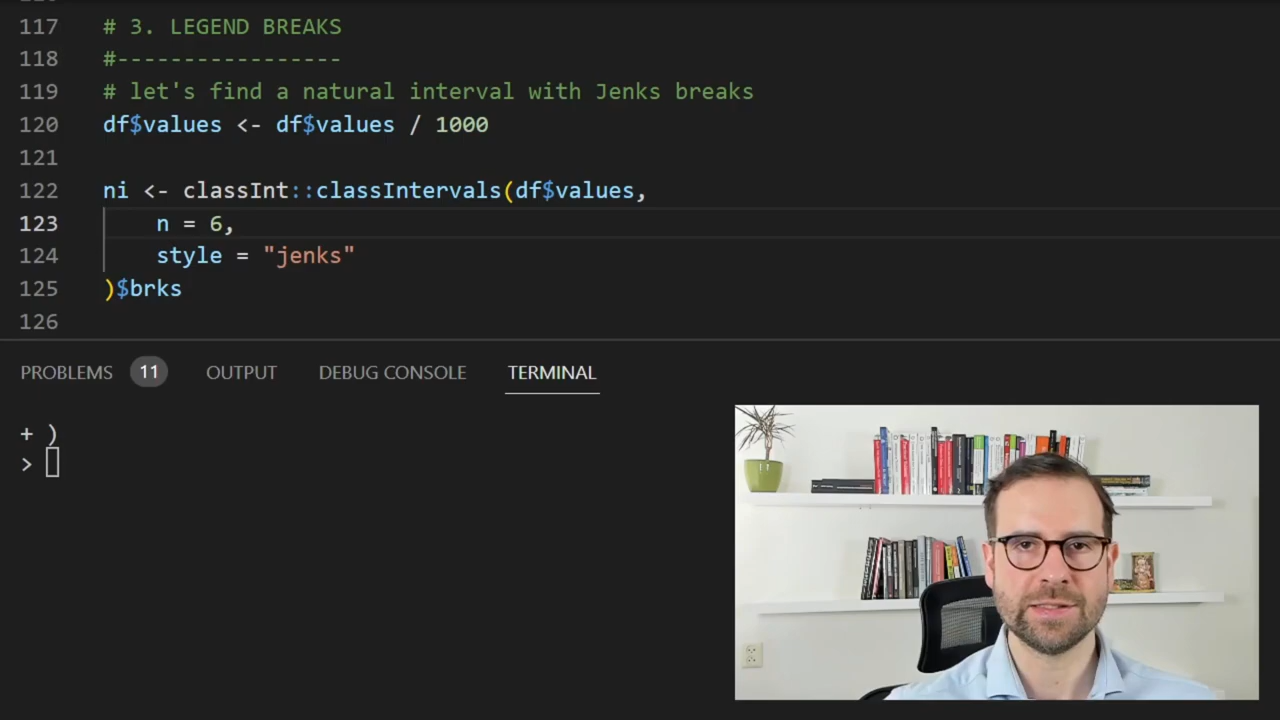 117 # 3. LEGEND BREAKS
118 #-----------------
119 # let's find a natural interval with Jenks breaks
120 df$values <- df$values / 1000
121
122 ni <- classInt::classIntervals(df$values,
123 n = 6,
124 style = "jenks"
125 )$brks
126
PROBLEMS 11 OUTPUT DEBUG CONSOLE TERMINAL
+ )
>